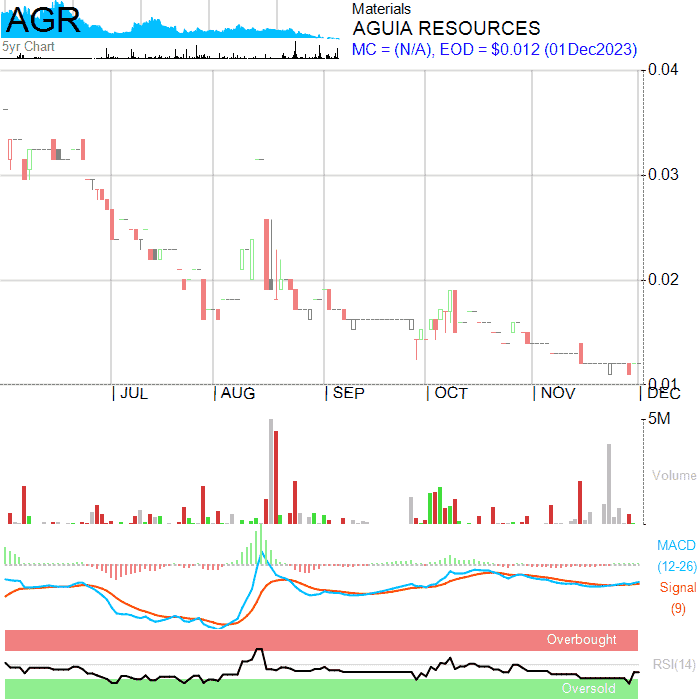 AGR
5yr Chart
Materials
AGUIA RESOURCES
MC = (N/A), EOD = $0.012 (01Dec2023)
0.04
0.03
0.02
0.01
JUL AUG SEP OCT NOV DEC
5M
Volume
MACD
(12-26)
Signal
(9)
Overbought
RSI(14)
Oversold